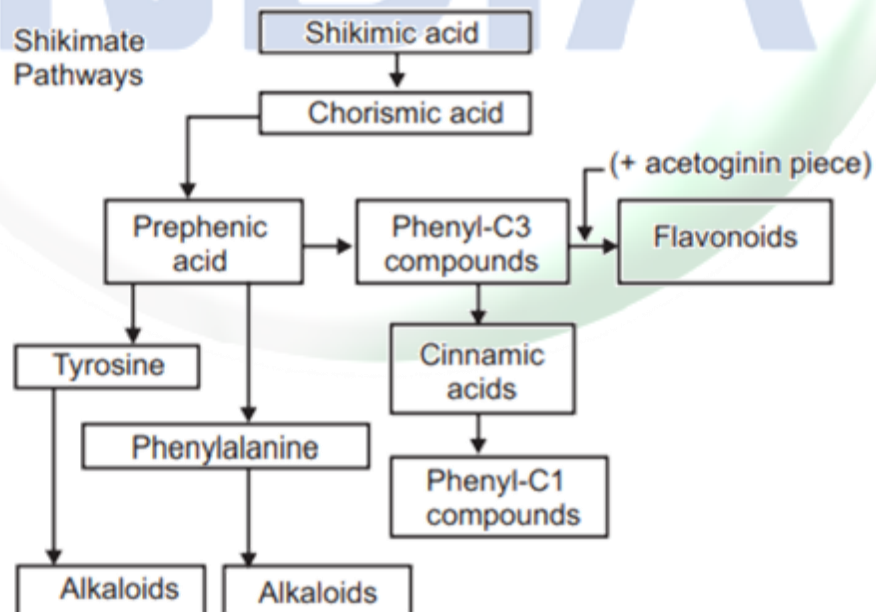 Shikimate
Pathways
Shikimic acid
Chorismic acid
(+ acetoginin piece)
Prephenic
acid
Phenyl-C3
compounds
Flavonoids
Tyrosine
Cinnamic
acids
Phenylalanine
Phenyl-C1
compounds
Alkaloids
Alkaloids